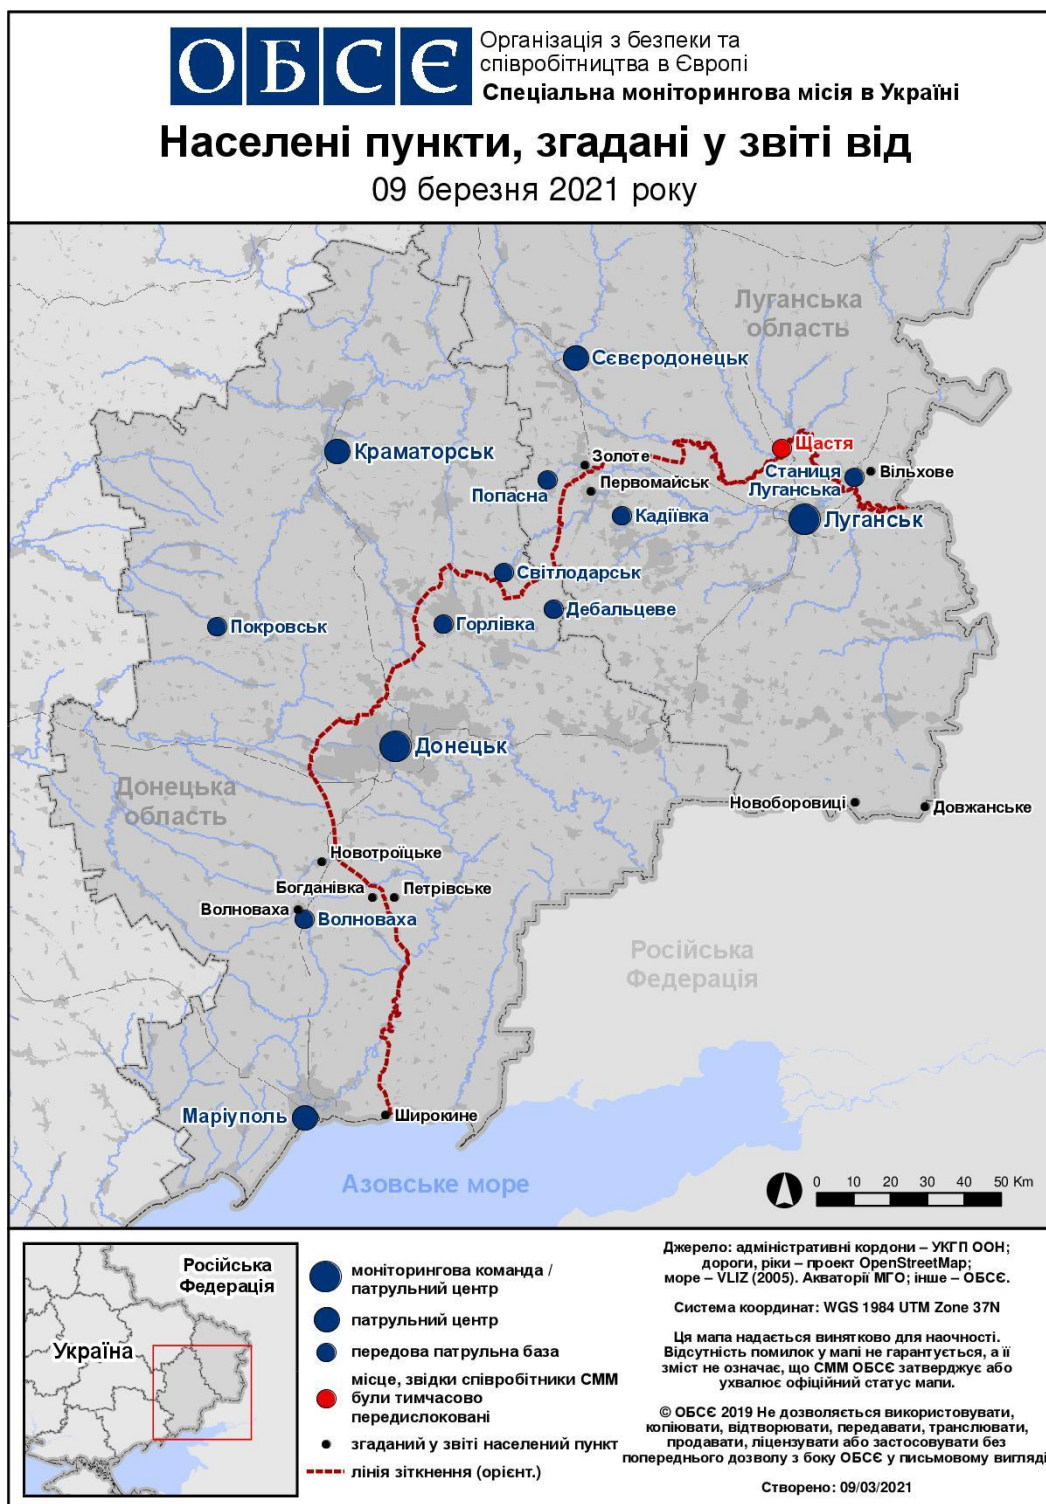 ОБСЄ
Організація з безпеки та
співробітництва в Європі
Спеціальна моніторингова місія в Україні
Населені пункти, згадані у звіті від
09 березня 2021 року
Луганська
область
Сєвєродонецьк
Щастя
Краматорськ
Золоте
Станиця
Луганська
Вільхове
Попасна
Первомайськ
Кадіївка
Луганськ
Світлодарськ
Дебальцеве
Горлівка
Покровськ
Донецьк
Донецька
область
Новоборовиці
Довжанське
Новотроїцьке
Богданівка
Петрівське
Волноваха
Волноваха
Російська
Федерація
Маріуполь
Широкине
Азовське море
0 10 20 30 40 50 Km
Російська
Федерація
Україна
моніторингова команда /
патрульний центр
патрульний центр
передова патрульна база
місце, звідки співробітники СММ
були тимчасово
передислоковані
згаданий у звіті населений пункт
лінія зіткнення (орієнт.)
Джерело: адміністративні кордони – УКГП ООН;
дороги, ріки – проект OpenStreetMap;
море – VLIZ (2005). Акваторії МГО; інше – ОБСЄ.
Система координат: WGS 1984 UTM Zone 37N
Ця мапа надається винятково для наочності.
Відсутність помилок у мапі не гарантується, а її
зміст не означає, що СММ ОБСЄ затверджує або
ухвалює офіційний статус мапи.
© ОБСЄ 2019 Не дозволяється використовувати,
копіювати, відтворювати, передавати, транслювати,
продавати, ліцензувати або застосовувати без
попереднього дозволу з боку ОБСЄ у письмовому вигляді
Створено: 09/03/2021